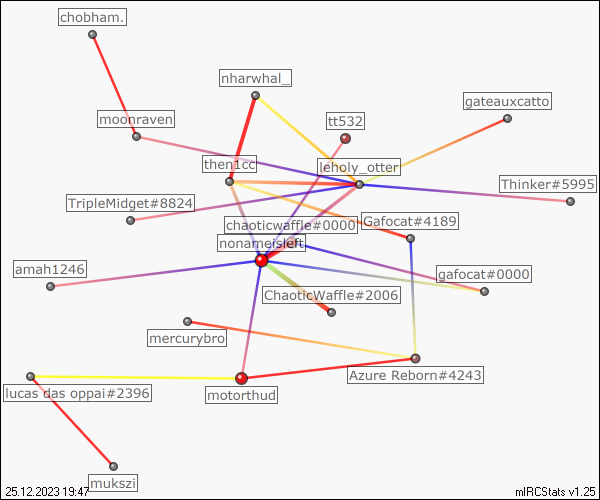 chobham.
nharwhal_
gateauxcatto
moonraven
tt532
then1cc
leholy_otter
Thinker#5995
TripleMidget#8824
chaoticwaffle#0000
Gafocat#4189
nonameisleft
amah1246
gafocat#0000
ChaoticWaffle#2006
mercurybro
Azure Reborn#4243
lucas das oppai#2396
motorthud
mukszi
25.12.2023 19:47
mIRCStats v1.25